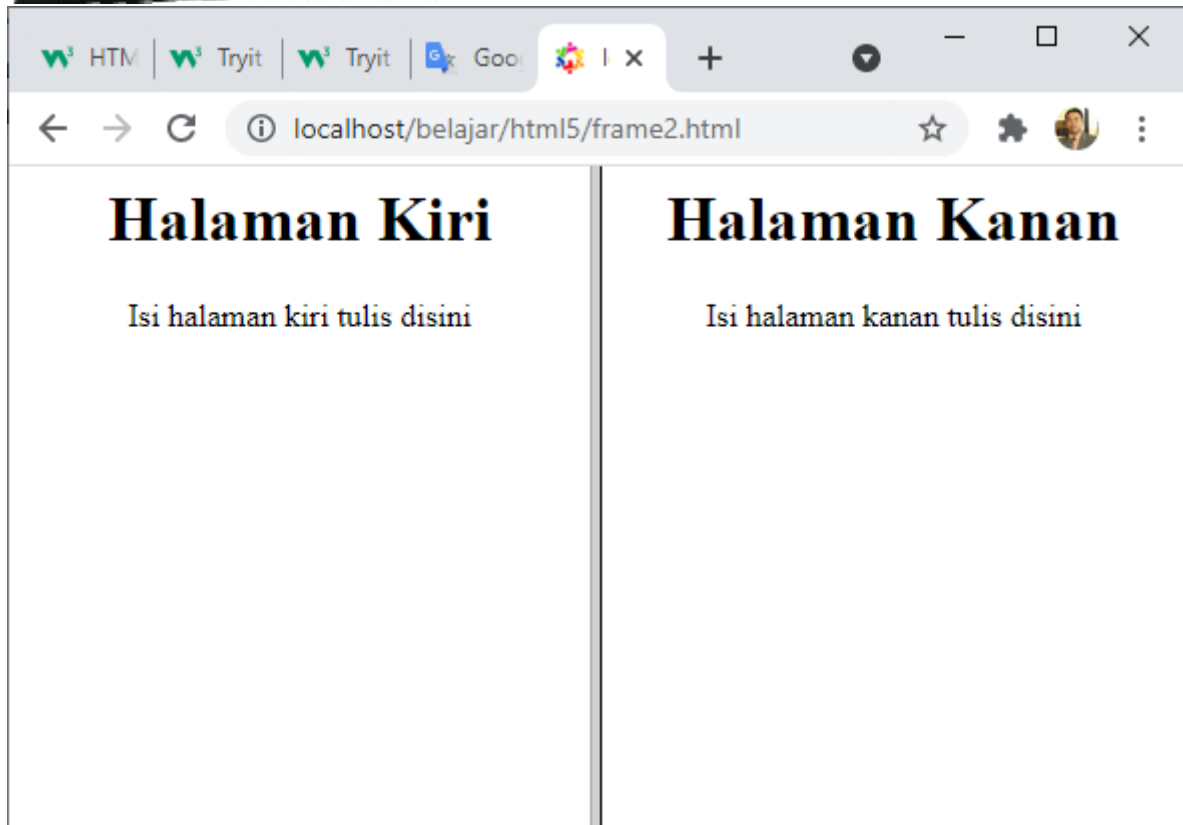 HTM Tryit Tryit Goo
localhost/belajar/html5/frame2.html
Halaman Kiri
Isi halaman kiri tulis disini
Halaman Kanan
Isi halaman kanan tulis disini